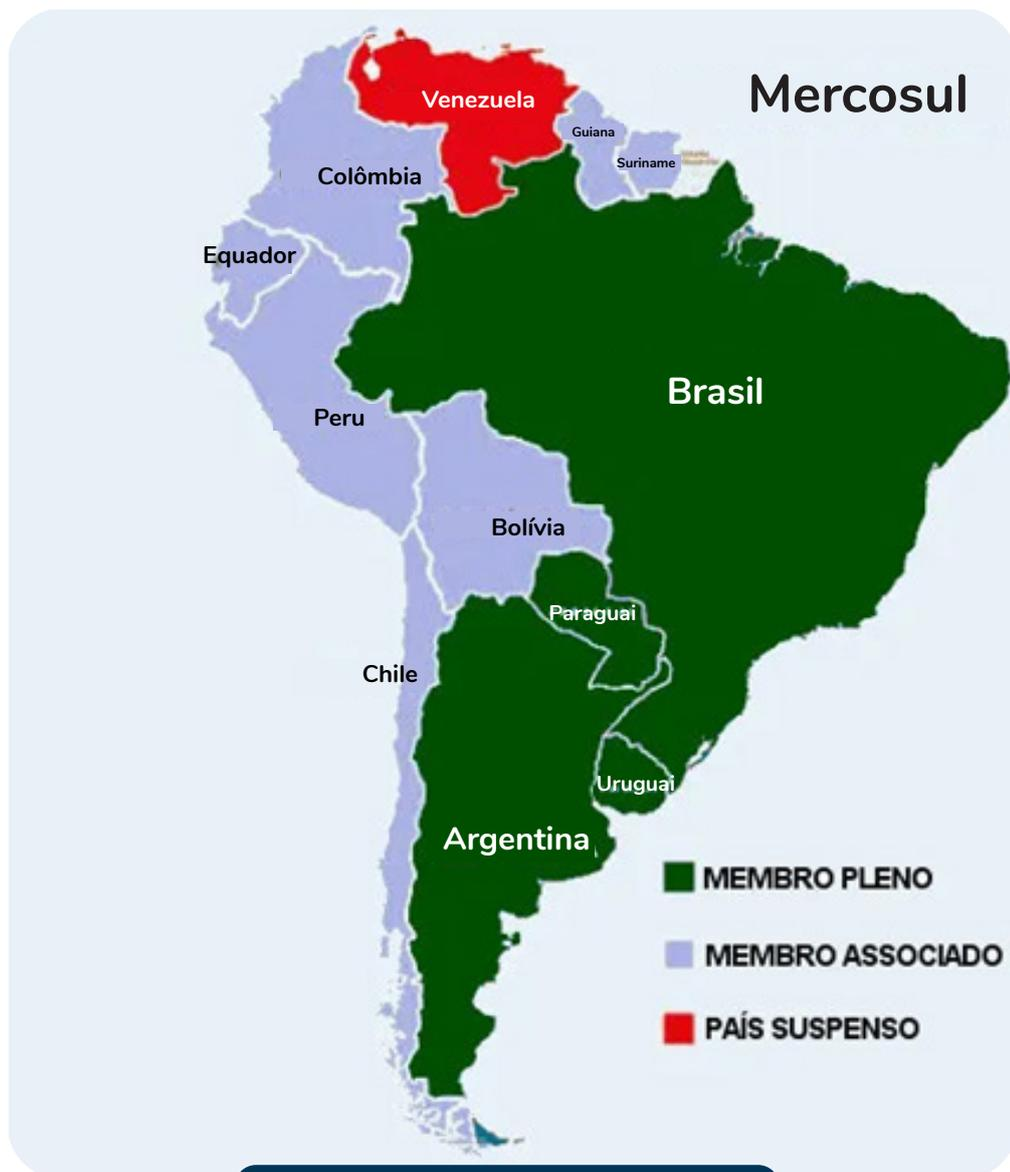 Mercosul
Venezuela
Guiana
Suriname
Colômbia
Equador
Brasil
Peru
Bolívia
Paraguai
Chile
Uruguai
Argentina
MEMBRO PLENO
MEMBRO ASSOCIADO
PAÍS SUSPENSO